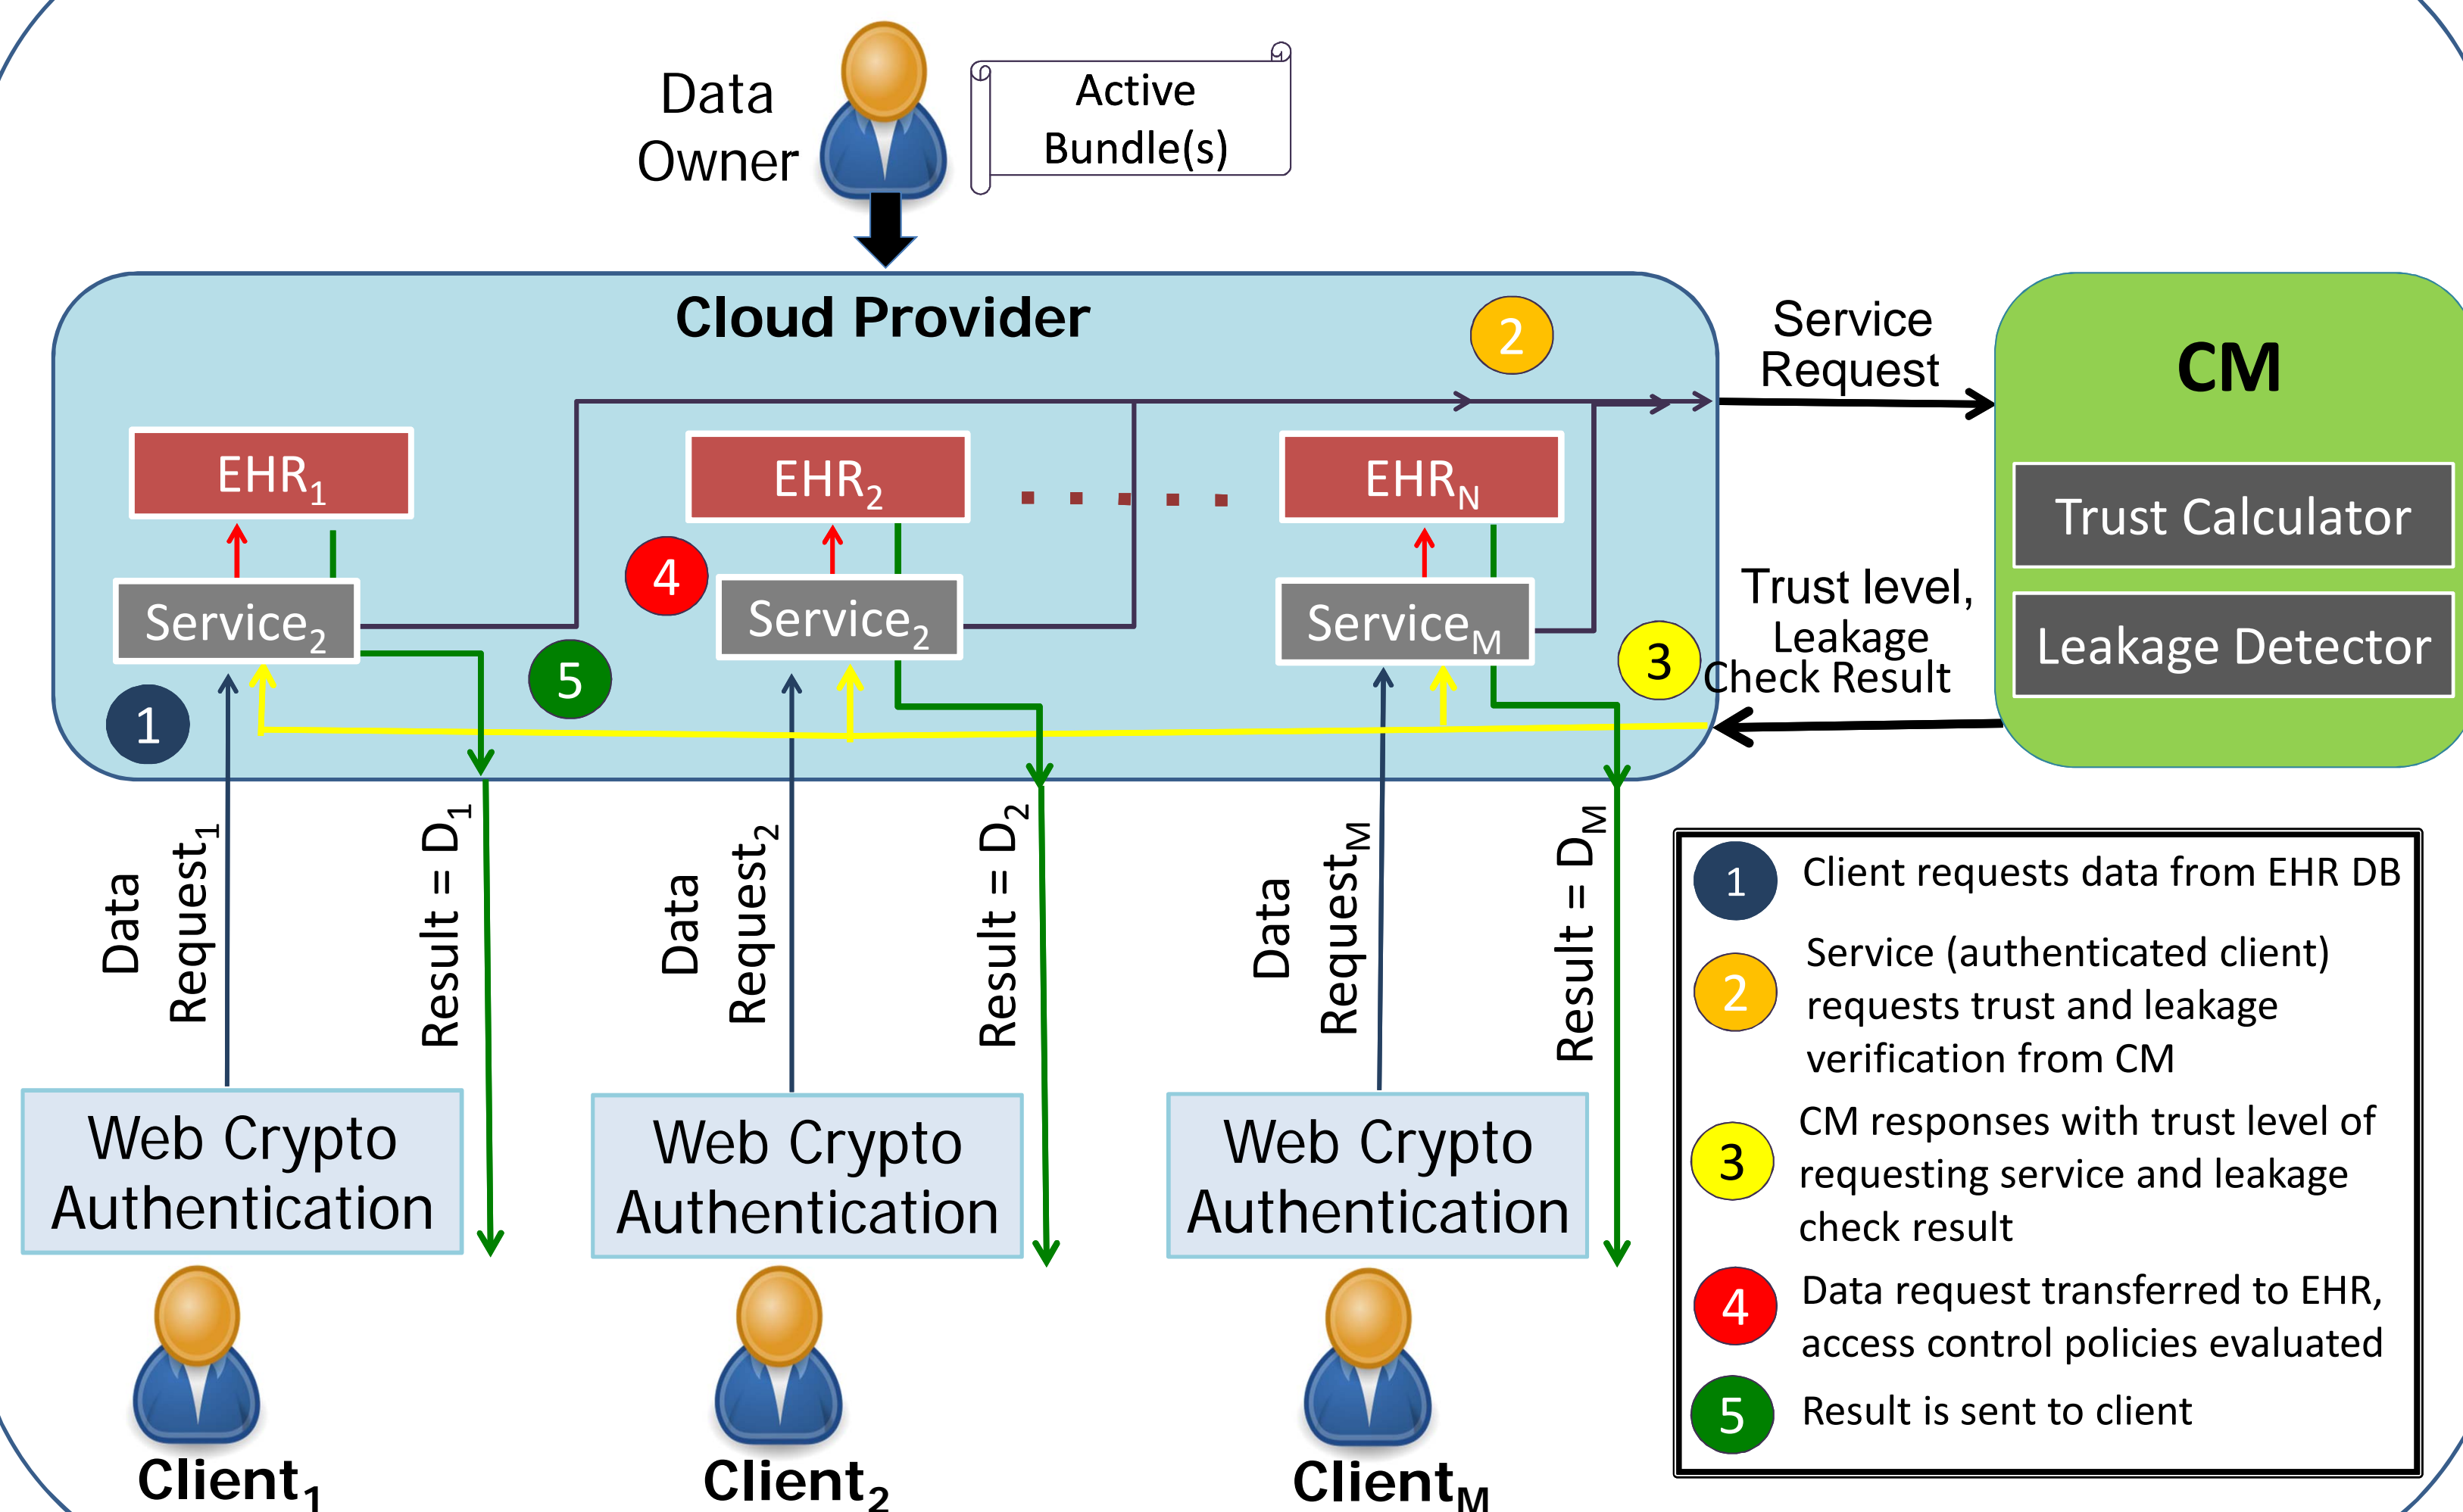 Data
Owner
Active
Bundle(s)
Cloud Provider
2
Service
Request
CM
EHR1
EHR2
EHRN
Trust Calculator
4
Service2
Service2
ServiceM
Trust level,
Leakage
Check Result
3
Leakage Detector
5
1
Data
Request1
Result = D1
Data
Request2
Result = D2
Data
RequestM
Result = DM
Web Crypto
Authentication
Web Crypto
Authentication
Web Crypto
Authentication
Client1
Client2
ClientM
1 Client requests data from EHR DB
2 Service (authenticated client)
requests trust and leakage
verification from CM
3 CM responses with trust level of
requesting service and leakage
check result
4 Data request transferred to EHR,
access control policies evaluated
5 Result is sent to client